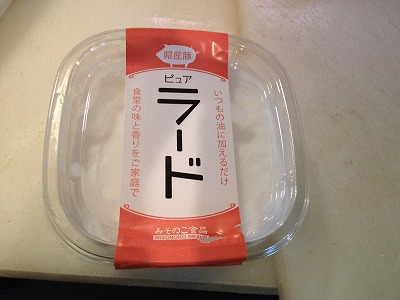 県産豚
ピュア
ラード
いつもの油に加えるだけ
食堂の味と香りをご家庭で
みそのこ食品